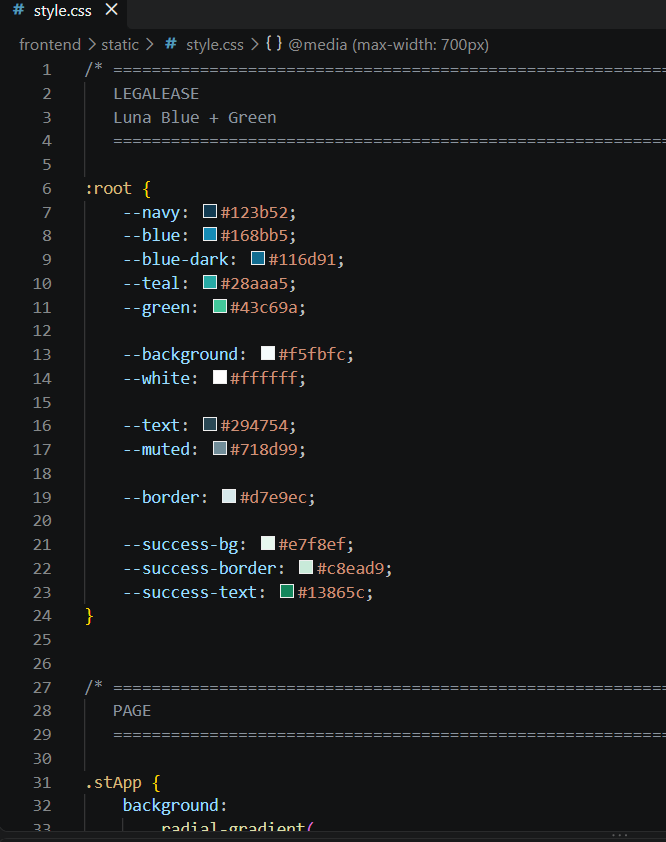 # style.css ×
frontend > static > # style.css > { } @media (max-width: 700px)
1 /* ==========================================================
2 LEGALEASE
3 Luna Blue + Green
4 ==========================================================
5
6 :root {
7 --navy: #123b52;
8 --blue: #168bb5;
9 --blue-dark: #116d91;
10 --teal: #28aaa5;
11 --green: #43c69a;
12
13 --background: #f5fbfc;
14 --white: #ffffff;
15
16 --text: #294754;
17 --muted: #718d99;
18
19 --border: #d7e9ec;
20
21 --success-bg: #e7f8ef;
22 --success-border: #c8ead9;
23 --success-text: #13865c;
24 }
25
26
27 /* ==========================================================
28 PAGE
29 ==========================================================
30
31 .stApp {
32 background:
33 radial-gradient(